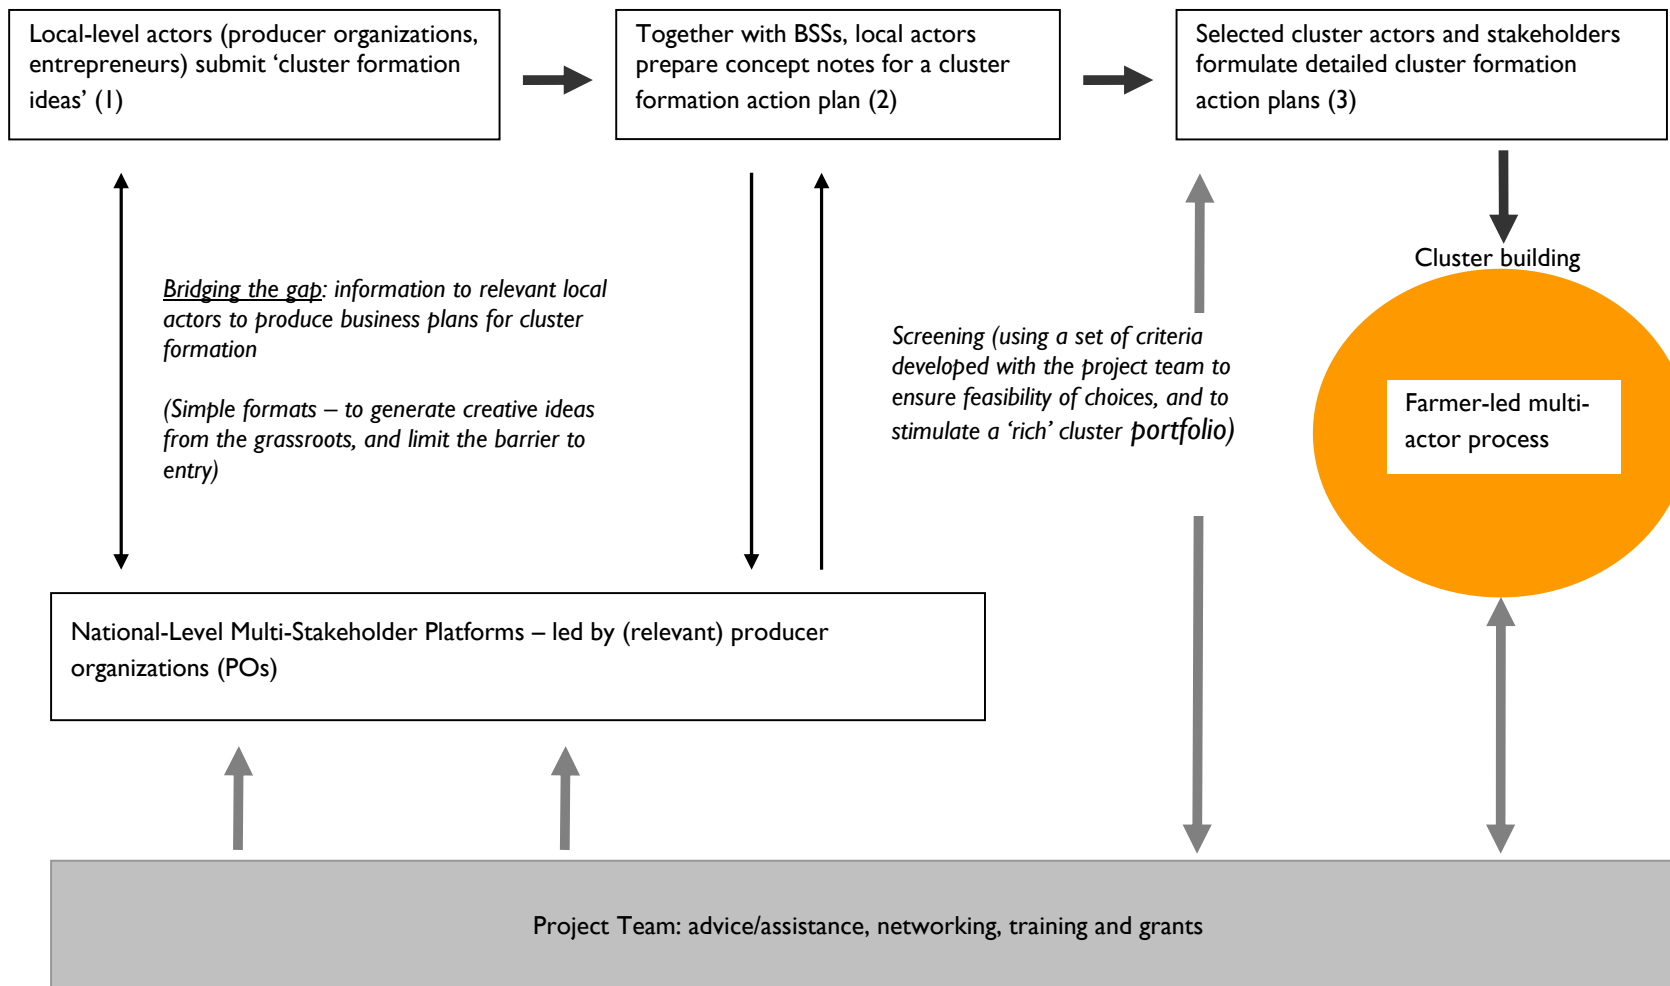 Local-level actors (producer organizations,
entrepreneurs) submit ‘cluster formation
ideas’ (1)
Together with BSSs, local actors
prepare concept notes for a cluster
formation action plan (2)
Selected cluster actors and stakeholders
formulate detailed cluster formation
action plans (3)
Bridging the gap: information to relevant local
actors to produce business plans for cluster
formation
(Simple formats – to generate creative ideas
from the grassroots, and limit the barrier to
entry)
Screening (using a set of criteria
developed with the project team to
ensure feasibility of choices, and to
stimulate a ‘rich’ cluster portfolio)
Cluster building
Farmer-led multi-
actor process
National-Level Multi-Stakeholder Platforms – led by (relevant) producer
organizations (POs)
Project Team: advice/assistance, networking, training and grants